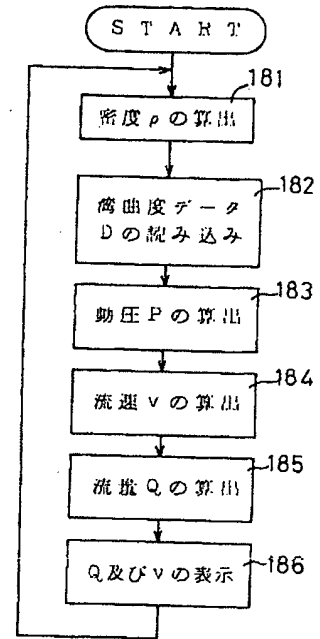 START
181
密度ρの算出
182
湾曲度データ
Dの読み込み
183
動圧Pの算出
184
流速vの算出
185
流量Qの算出
186
Q及びvの表示